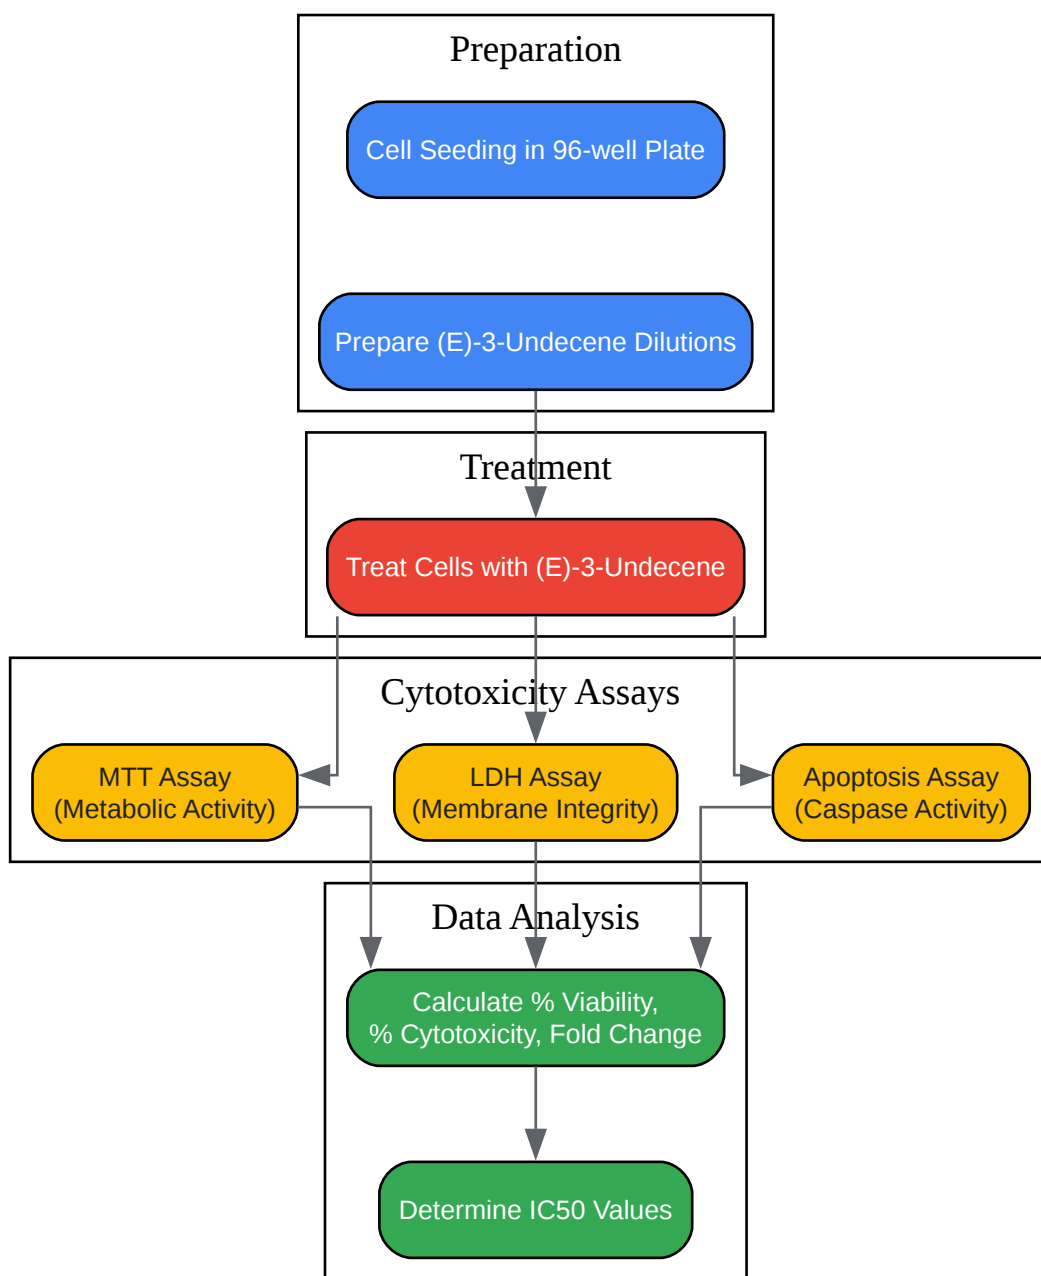 Preparation
Cell Seeding in 96-well Plate
Prepare (E)-3-Undecene Dilutions
Treatment
Treat Cells with (E)-3-Undecene
Cytotoxicity Assays
MTT Assay
(Metabolic Activity)
LDH Assay
(Membrane Integrity)
Apoptosis Assay
(Caspase Activity)
Data Analysis
Calculate % Viability,
% Cytotoxicity, Fold Change
Determine IC50 Values